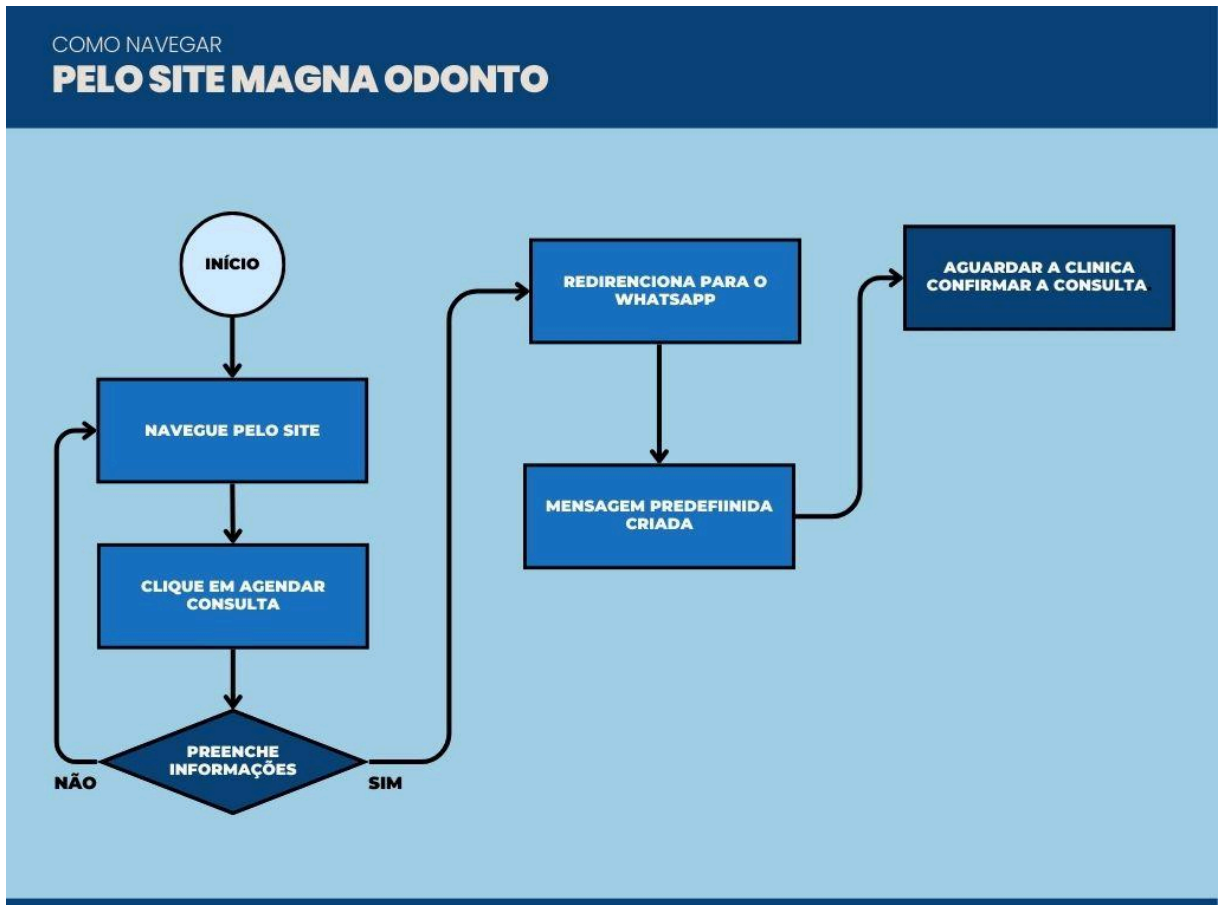 COMO NAVEGAR
PELO SITE MAGNA ODONTO
INÍCIO
NAVEGUE PELO SITE
CLIQUE EM AGENDAR
CONSULTA
PREENCHE
INFORMAÇÕES
NÃO
SIM
REDIRENCIONA PARA O
WHATSAPP
MENSAGEM PREDEFIINIDA
CRIADA
AGUARDAR A CLINICA
CONFIRMAR A CONSULTA.